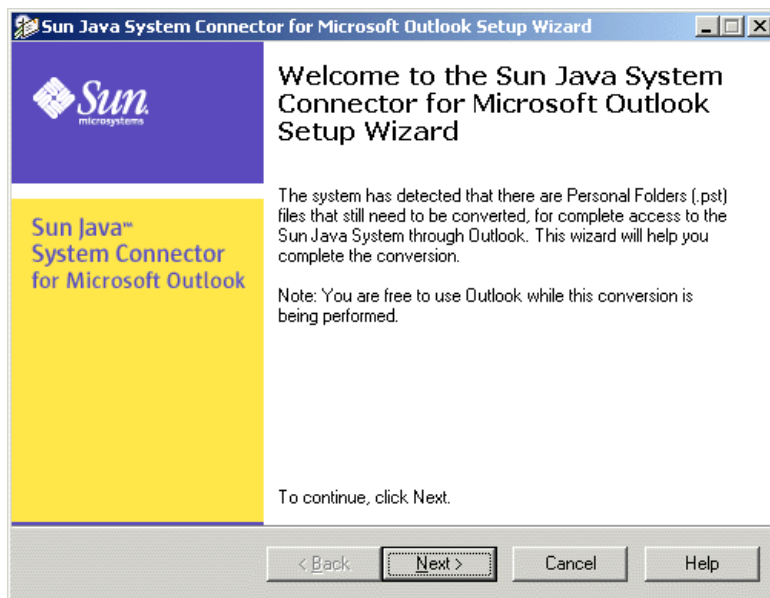 Sun Java System Connector for Microsoft Outlook Setup Wizard
Sun
microsystems
Welcome to the Sun Java System
Connector for Microsoft Outlook
Setup Wizard
The system has detected that there are Personal Folders (.pst)
files that still need to be converted, for complete access to the
Sun Java System through Outlook. This wizard will help you
complete the conversion.
Note: You are free to use Outlook while this conversion is
being performed.
Sun Java™
System Connector
for Microsoft Outlook
To continue, click Next.
< Back
Next >
Cancel
Help